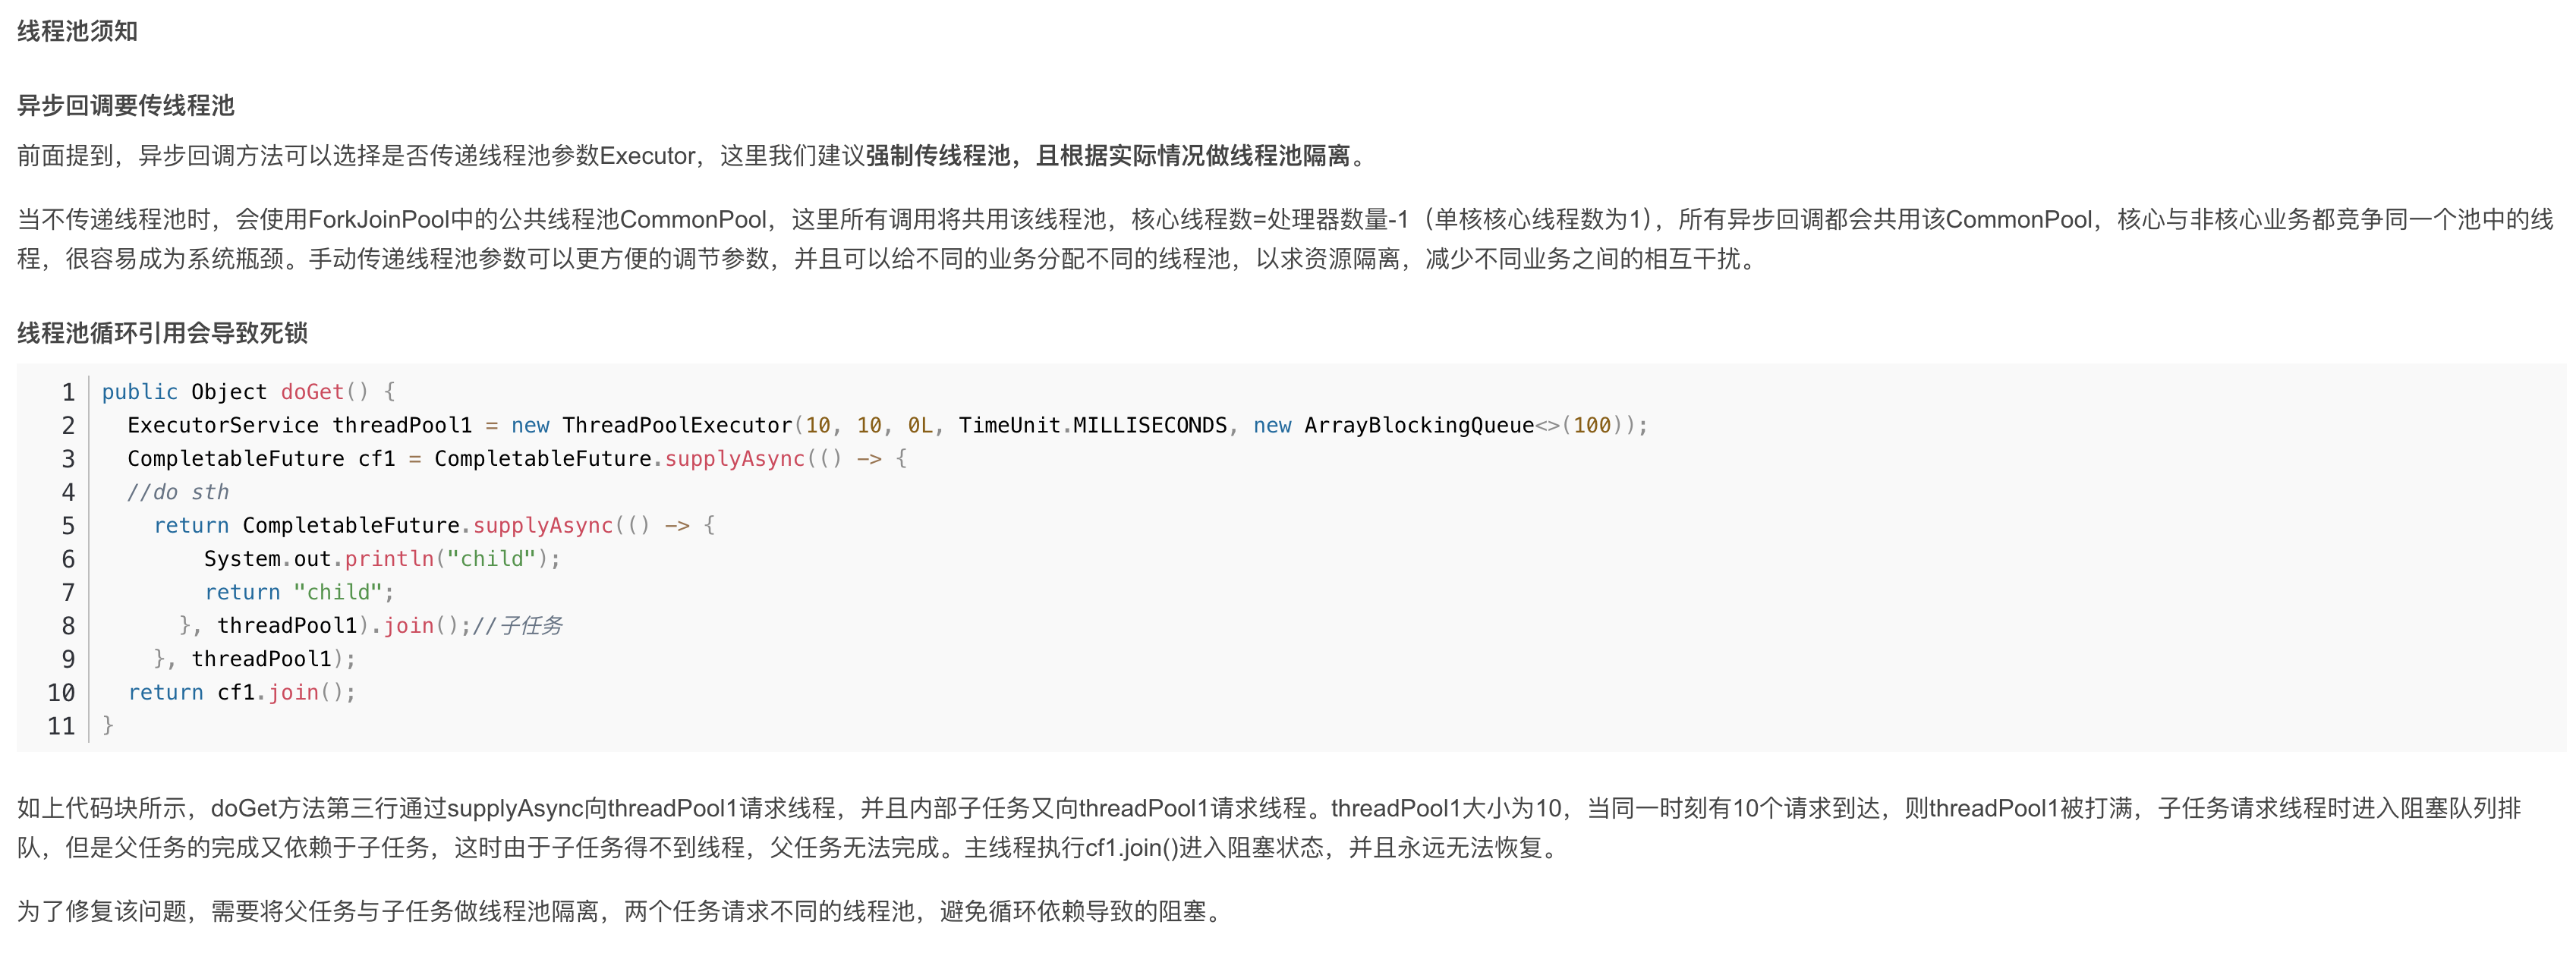 线程池须知
异步回调要传线程池
前面提到，异步回调方法可以选择是否传递线程池参数Executor，这里我们建议强制传线程池，且根据实际情况做线程池隔离。
当不传递线程池时，会使用ForkJoinPool中的公共线程池CommonPool，这里所有调用将共用该线程池，核心线程数=处理器数量-1（单核核心线程数为1），所有异步回调都会共用该CommonPool，核心与非核心业务都竞争同一个池中的线
程，很容易成为系统瓶颈。手动传递线程池参数可以更方便的调节参数，并且可以给不同的业务分配不同的线程池，以求资源隔离，减少不同业务之间的相互干扰。
线程池循环引用会导致死锁
1 public Object doGet() {
2   ExecutorService threadPool1 = new ThreadPoolExecutor(10, 10, 0L, TimeUnit.MILLISECONDS, new ArrayBlockingQueue<>(100));
3   CompletableFuture cf1 = CompletableFuture.supplyAsync(() -> {
4   //do sth
5     return CompletableFuture.supplyAsync(() -> {
6         System.out.println("child");
7         return "child";
8       }, threadPool1).join();//子任务
9     }, threadPool1);
10   return cf1.join();
11 }
如上代码块所示，doGet方法第三行通过supplyAsync向threadPool1请求线程，并且内部子任务又向threadPool1请求线程。threadPool1大小为10，当同一时刻有10个请求到达，则threadPool1被打满，子任务请求线程时进入阻塞队列排
队，但是父任务的完成又依赖于子任务，这时由于子任务得不到线程，父任务无法完成。主线程执行cf1.join()进入阻塞状态，并且永远无法恢复。
为了修复该问题，需要将父任务与子任务做线程池隔离，两个任务请求不同的线程池，避免循环依赖导致的阻塞。